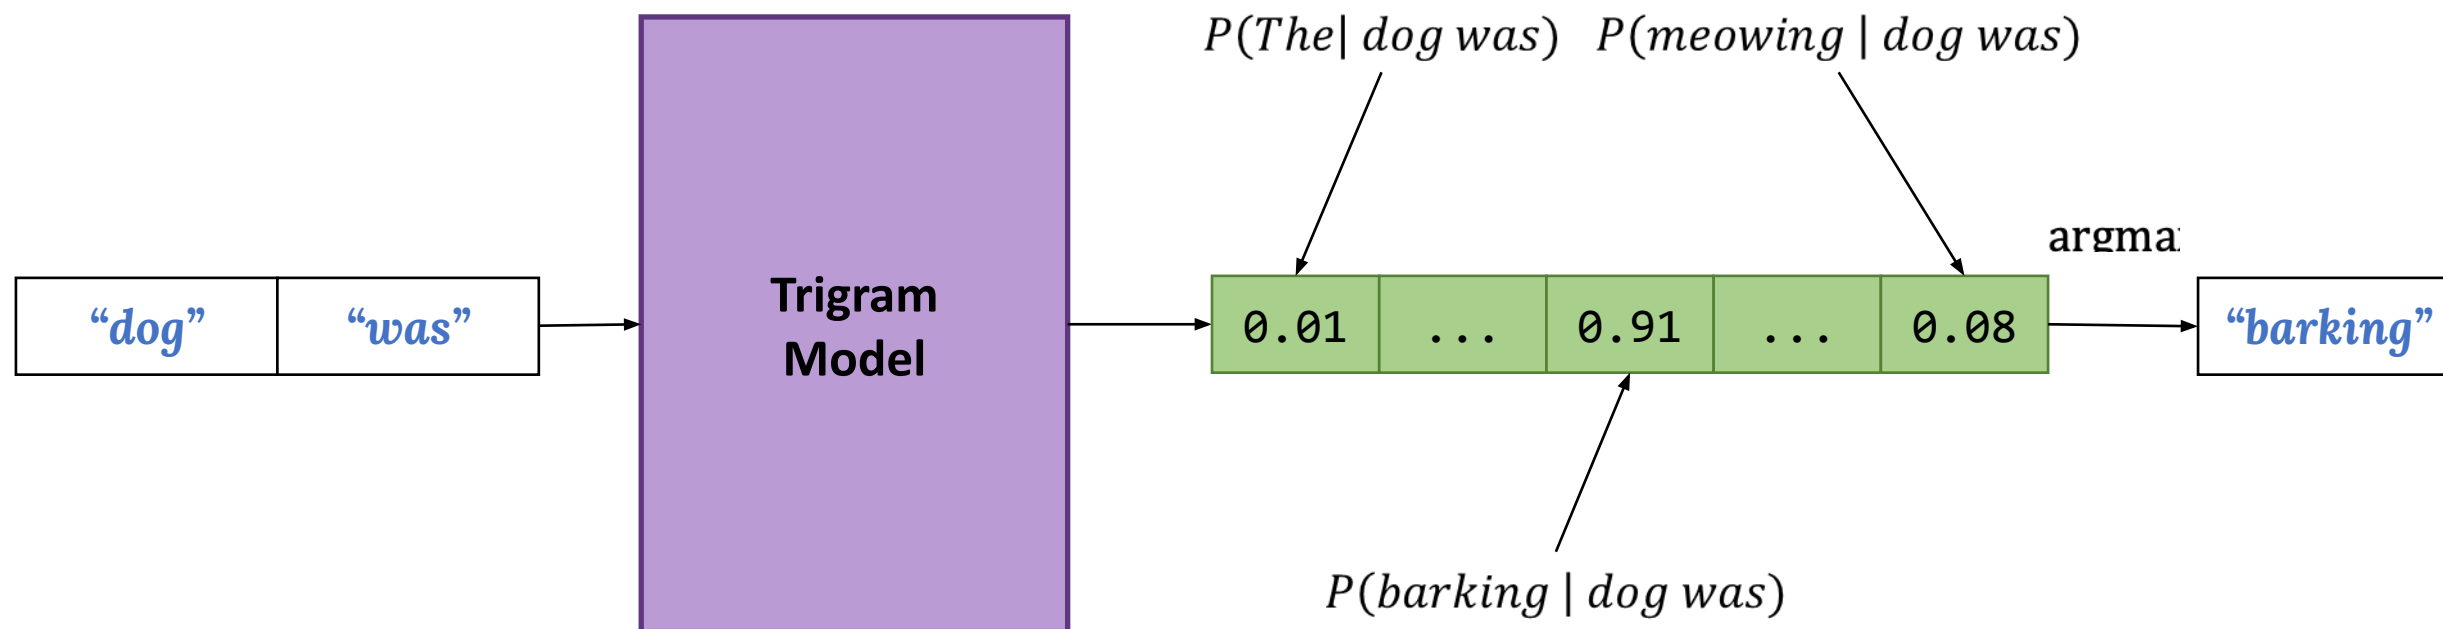 P(The| dog was) P(meowing | dog was)
argma
“dog” “was”
Trigram
Model
0.01 ... 0.91 ... 0.08
“barking”
P(barking | dog was)